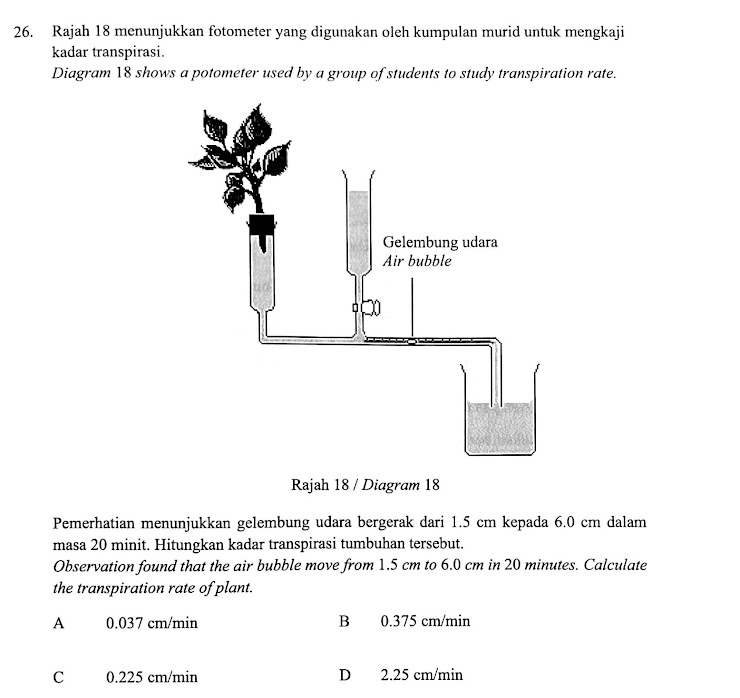 26. Rajah 18 menunjukkan fotometer yang digunakan oleh kumpulan murid untuk mengkaji
kadar transpirasi.
Diagram 18 shows a potometer used by a group of students to study transpiration rate.
Gelembung udara
Air bubble
Rajah 18 / Diagram 18
Pemerhatian menunjukkan gelembung udara bergerak dari 1.5 cm kepada 6.0 cm dalam
masa 20 minit. Hitungkan kadar transpirasi tumbuhan tersebut.
Observation found that the air bubble move from 1.5 cm to 6.0 cm in 20 minutes. Calculate
the transpiration rate of plant.
A 0.037 cm/min B 0.375 cm/min
C 0.225 cm/min D 2.25 cm/min